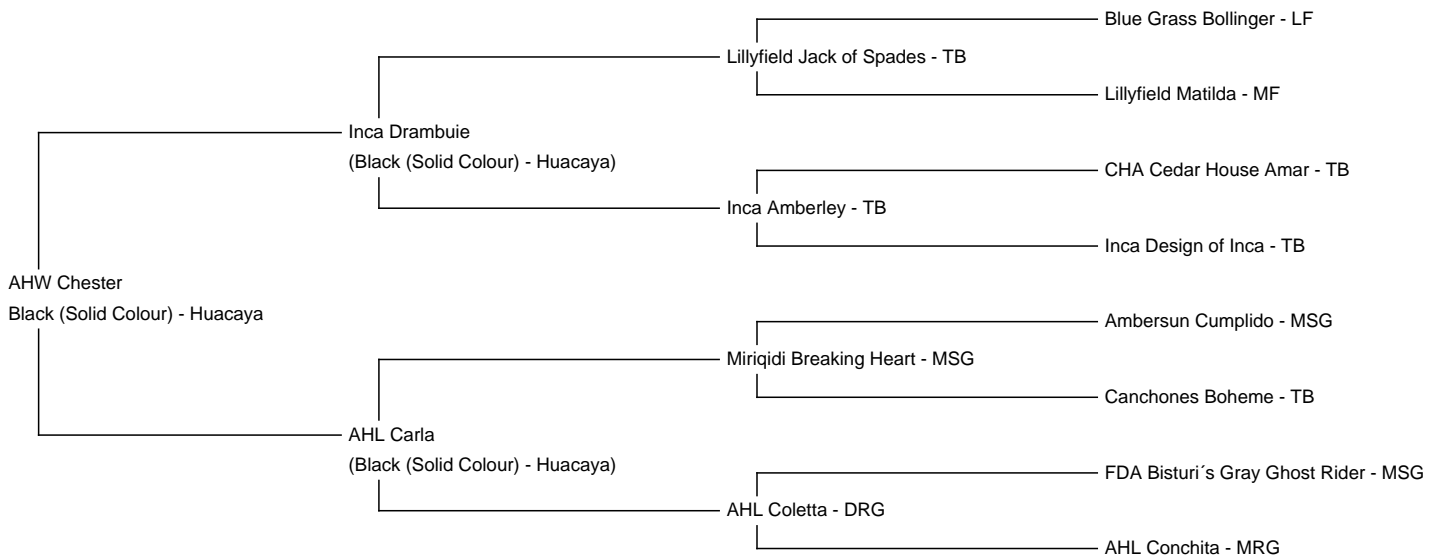 Blue Grass Bollinger - LF
Lillyfield Jack of Spades - TB
Lillyfield Matilda - MF
Inca Drambuie
(Black (Solid Colour) - Huacaya)
CHA Cedar House Amar - TB
Inca Amberley - TB
Inca Design of Inca - TB
AHW Chester
Black (Solid Colour) - Huacaya
Ambersun Cumplido - MSG
Miriqidi Breaking Heart - MSG
Canchones Boheme - TB
AHL Carla
(Black (Solid Colour) - Huacaya)
FDA Bisturi´s Gray Ghost Rider - MSG
AHL Coletta - DRG
AHL Conchita - MRG